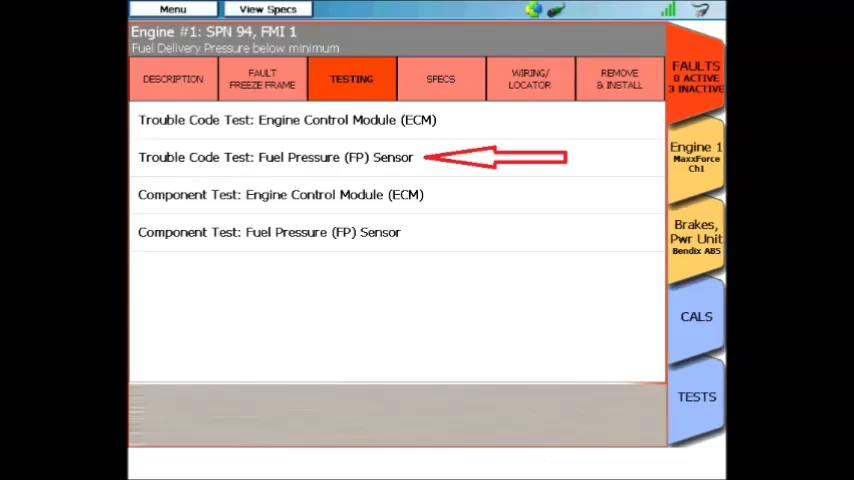 Menu
View Specs
Engine #1: SPN 94, FMI 1
Fuel Delivery Pressure below minimum
DESCRIPTION
FAULT
FREEZE FRAME
TESTING
SPECS
WIRING/
LOCATOR
REMOVE
& INSTALL
Trouble Code Test: Engine Control Module (ECM)
Trouble Code Test: Fuel Pressure (FP) Sensor
Component Test: Engine Control Module (ECM)
Component Test: Fuel Pressure (FP) Sensor
FAULTS
0 ACTIVE
3 INACTIVE
Engine 1
MaxxForce
Ch1
Brakes,
Pwr Unit
Bendix ABS
CALS
TESTS